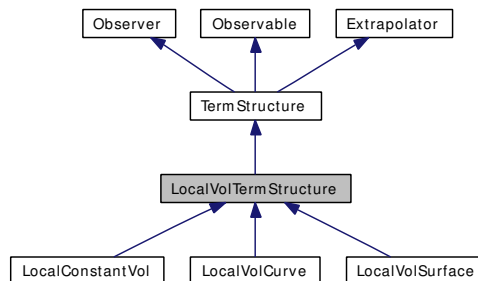 Observer
Observable
Extrapolator
TermStructure
LocalVolTermStructure
LocalConstantVol
LocalVolCurve
LocalVolSurface